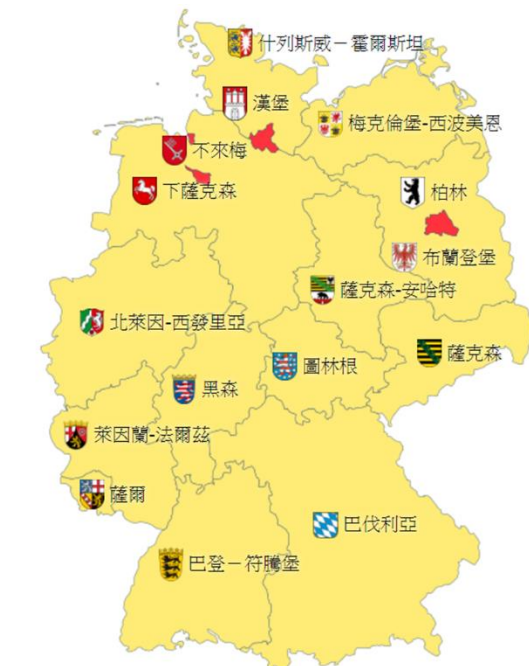 什列斯威－霍爾斯坦
漢堡
梅克倫堡-西波美恩
不來梅
下薩克森
柏林
布蘭登堡
薩克森-安哈特
北萊因-西發里亞
薩克森
圖林根
黑森
萊因蘭-法爾茲
薩爾
巴伐利亞
巴登－符騰堡